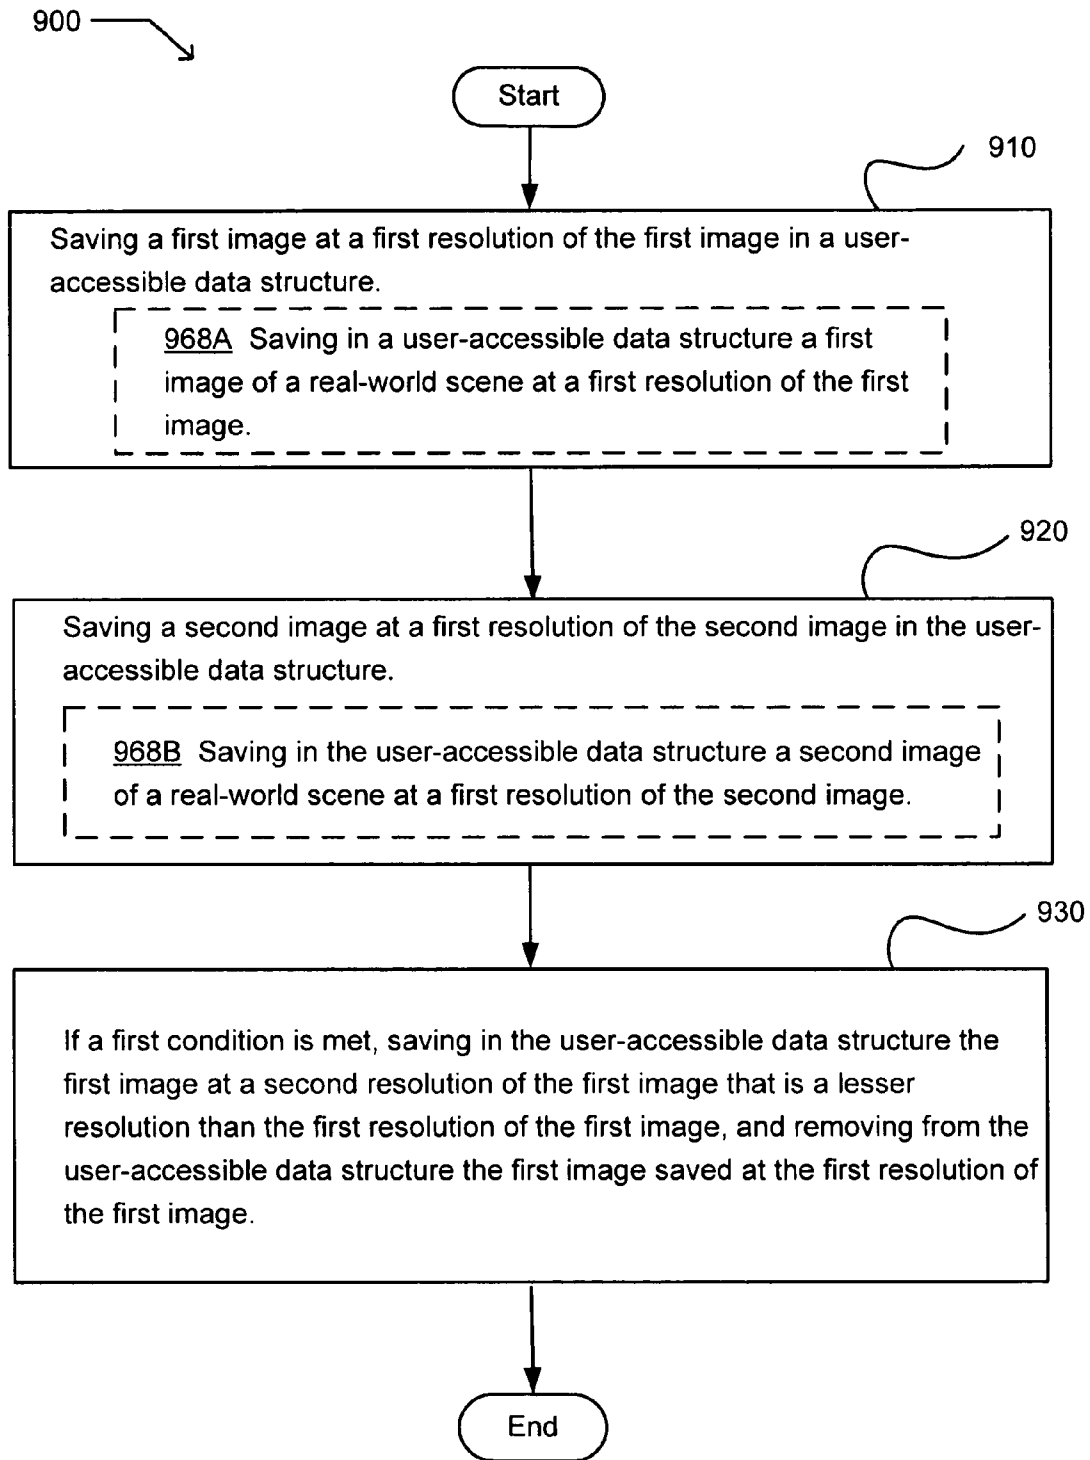 900
Start
910
Saving a first image at a first resolution of the first image in a user-
accessible data structure.
968A Saving in a user-accessible data structure a first
image of a real-world scene at a first resolution of the first
image.
920
Saving a second image at a first resolution of the second image in the user-
accessible data structure.
968B Saving in the user-accessible data structure a second image
of a real-world scene at a first resolution of the second image.
930
If a first condition is met, saving in the user-accessible data structure the
first image at a second resolution of the first image that is a lesser
resolution than the first resolution of the first image, and removing from the
user-accessible data structure the first image saved at the first resolution of
the first image.
End